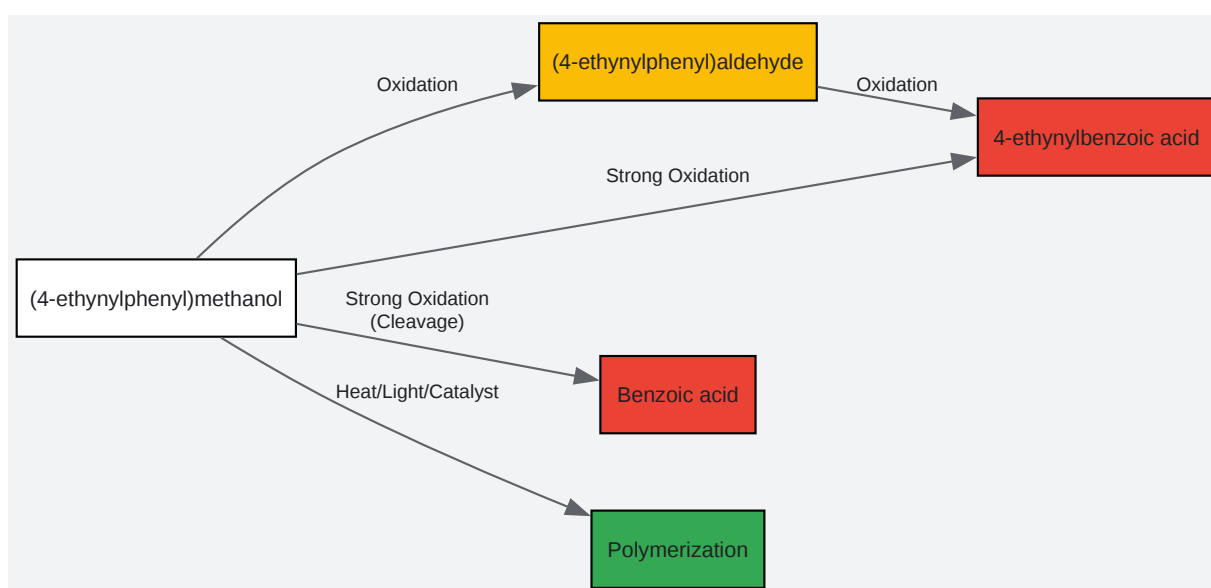 (4-ethynylphenyl)aldehyde
Oxidation
Oxidation
4-ethynylbenzoic acid
Strong Oxidation
(4-ethynylphenyl)methanol
Strong Oxidation
(Cleavage)
Benzoic acid
Heat/Light/Catalyst
Polymerization